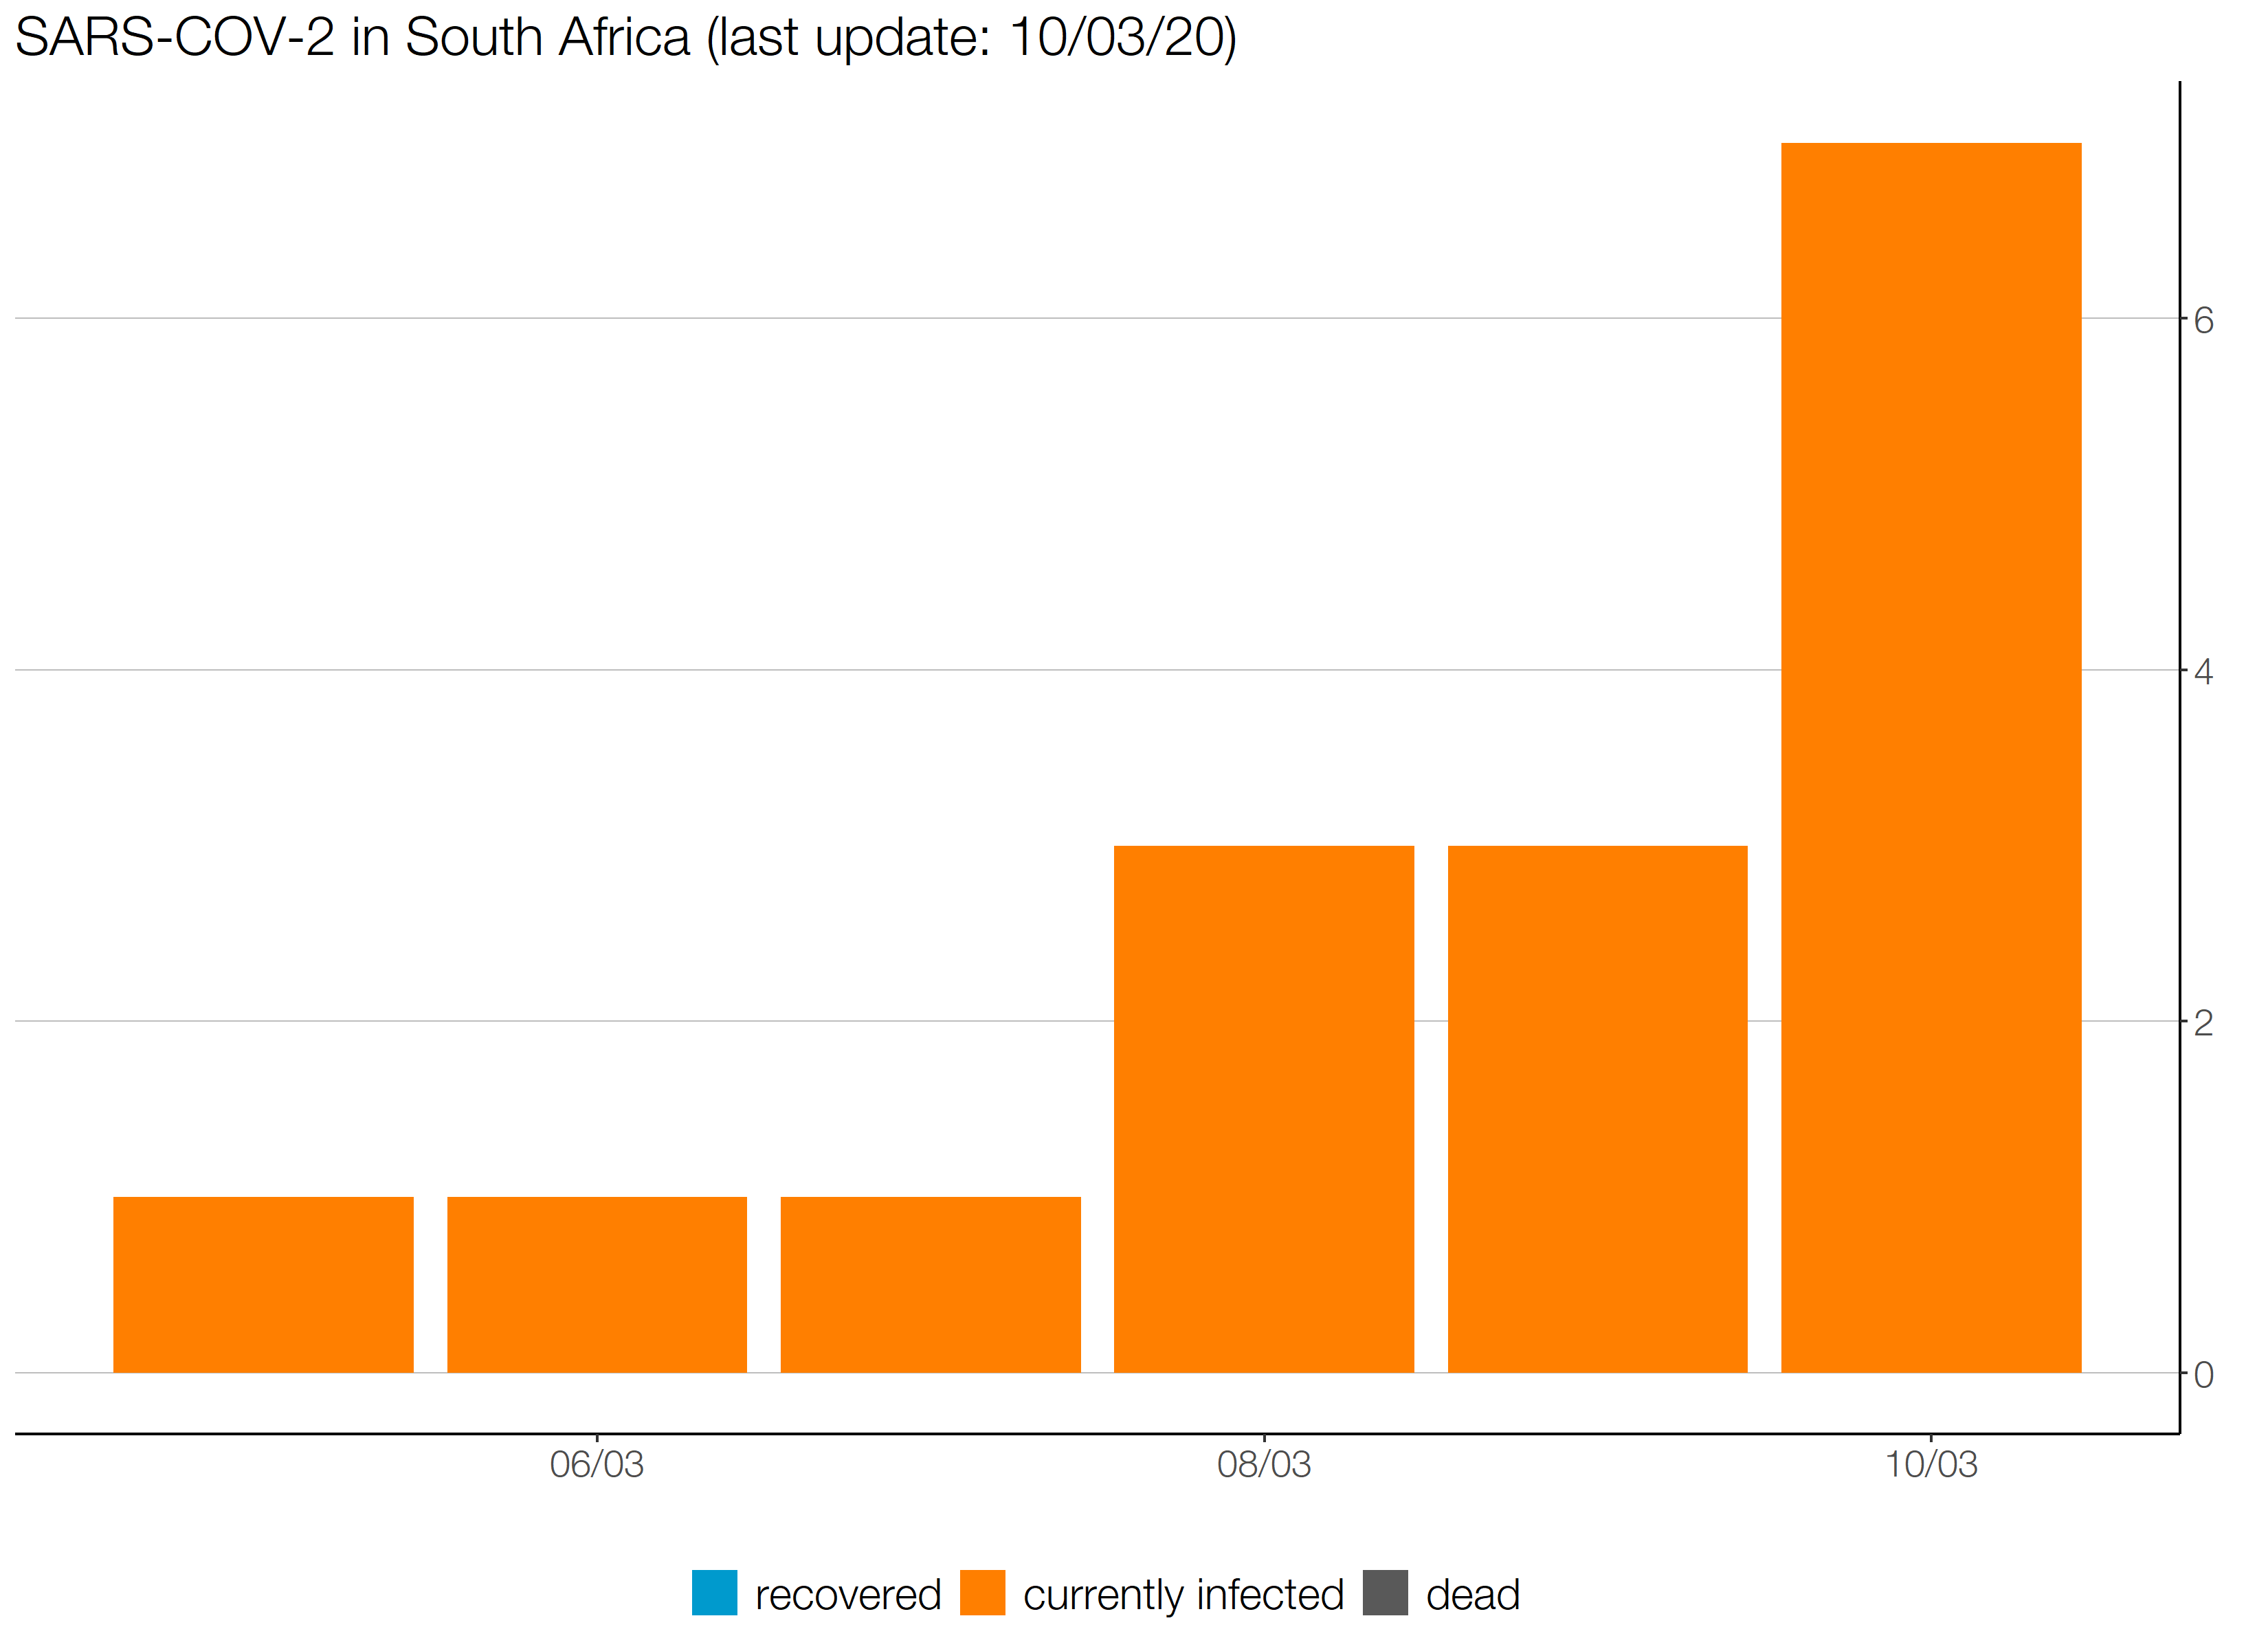 SARS-COV-2 in South Africa (last update: 10/03/20)
6
4
2
0
06/03 08/03 10/03
recovered currently infected dead